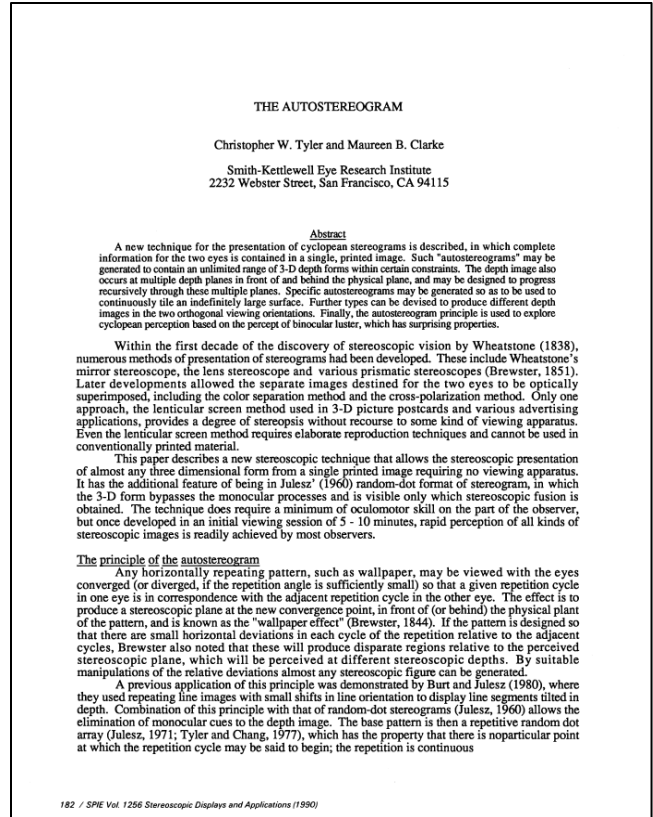 THE AUTOSTEREOGRAM
Christopher W. Tyler and Maureen B. Clarke
Smith-Kettlewell Eye Research Institute
2232 Webster Street, San Francisco, CA 94115
Abstract
A new technique for the presentation of cyclopean stereograms is described, in which complete
information for the two eyes is contained in a single, printed image. Such "autostereograms" may be
generated to contain an unlimited range of 3-D depth forms within certain constraints. The depth image also
occurs at multiple depth planes in front of and behind the physical plane, and may be designed to progress
recursively through these multiple planes. Specific autostereograms may be generated so as to be used to
continuously tile an indefinitely large surface. Further types can be devised to produce different depth
images in the two orthogonal viewing orientations. Finally, the autostereogram principle is used to explore
cyclopean perception based on the percept of binocular luster, which has surprising properties.
Within the first decade of the discovery of stereoscopic vision by Wheatstone (1838),
numerous methods of presentation of stereograms had been developed. These include Wheatstone's
mirror stereoscope, the lens stereoscope and various prismatic stereoscopes (Brewster, 1851).
Later developments allowed the separate images destined for the two eyes to be optically
superimposed, including the color separation method and the cross-polarization method. Only one
approach, the lenticular screen method used in 3-D picture postcards and various advertising
applications, provides a degree of stereopsis without recourse to some kind of viewing apparatus.
Even the lenticular screen method requires elaborate reproduction techniques and cannot be used in
conventionally printed material.
This paper describes a new stereoscopic technique that allows the stereoscopic presentation
of almost any three dimensional form from a single printed image requiring no viewing apparatus.
It has the additional feature of being in Julesz' (1960) random-dot format of stereogram, in which
the 3-D form bypasses the monocular processes and is visible only which stereoscopic fusion is
obtained. The technique does require a minimum of oculomotor skill on the part of the observer,
but once developed in an initial viewing session of 5 - 10 minutes, rapid perception of all kinds of
stereoscopic images is readily achieved by most observers.
The principle of the autostereogram
Any horizontally repeating pattern, such as wallpaper, may be viewed with the eyes
converged (or diverged, if the repetition angle is sufficiently small) so that a given repetition cycle
in one eye is in correspondence with the adjacent repetition cycle in the other eye. The effect is to
produce a stereoscopic plane at the new convergence point, in front of (or behind) the physical plant
of the pattern, and is known as the "wallpaper effect" (Brewster, 1844). If the pattern is designed so
that there are small horizontal deviations in each cycle of the repetition relative to the adjacent
cycles, Brewster also noted that these will produce disparate regions relative to the perceived
stereoscopic plane, which will be perceived at different stereoscopic depths. By suitable
manipulations of the relative deviations almost any stereoscopic figure can be generated.
A previous application of this principle was demonstrated by Burt and Julesz (1980), where
they used repeating line images with small shifts in line orientation to display line segments tilted in
depth. Combination of this principle with that of random-dot stereograms (Julesz, 1960) allows the
elimination of monocular cues to the depth image. The base pattern is then a repetitive random dot
array (Julesz, 1971; Tyler and Chang, 1977), which has the property that there is noparticular point
at which the repetition cycle may be said to begin; the repetition is continuous
182 / SPIE Vol. 1256 Stereoscopic Displays and Applications (1990)